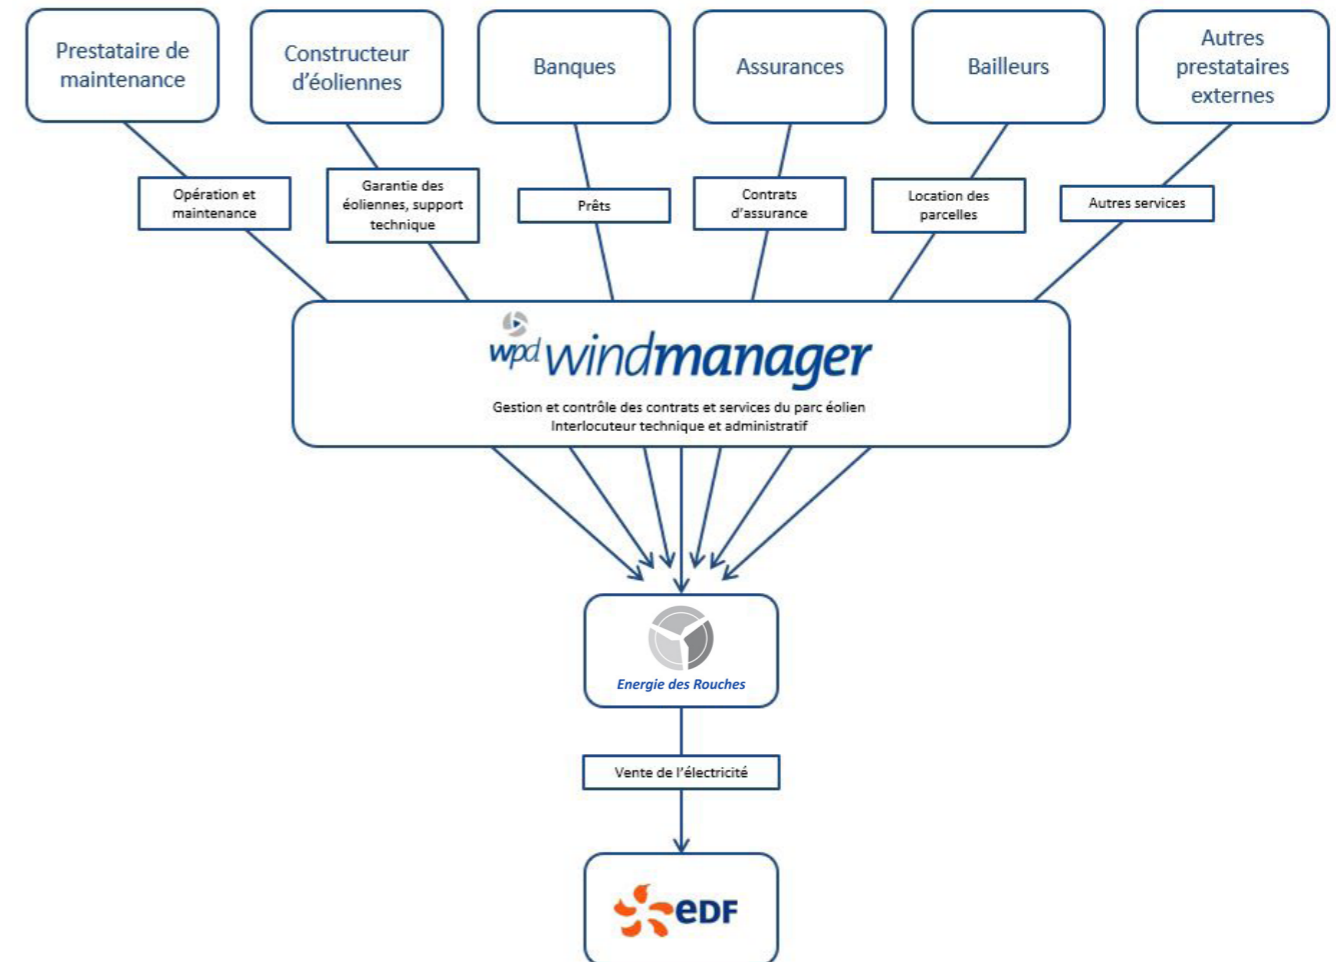 Prestataire de
maintenance
Constructeur
d'éoliennes
Banques
Assurances
Bailleurs
Autres
prestataires
externes
Opération et
maintenance
Garantie des
éoliennes, support
technique
Prêts
Contrats
d'assurance
Location des
parcelles
Autres services
wpd windmanager
Gestion et contrôle des contrats et services du parc éolien
Interlocuteur technique et administratif
Energie des Rouches
Vente de l'électricité
eDF